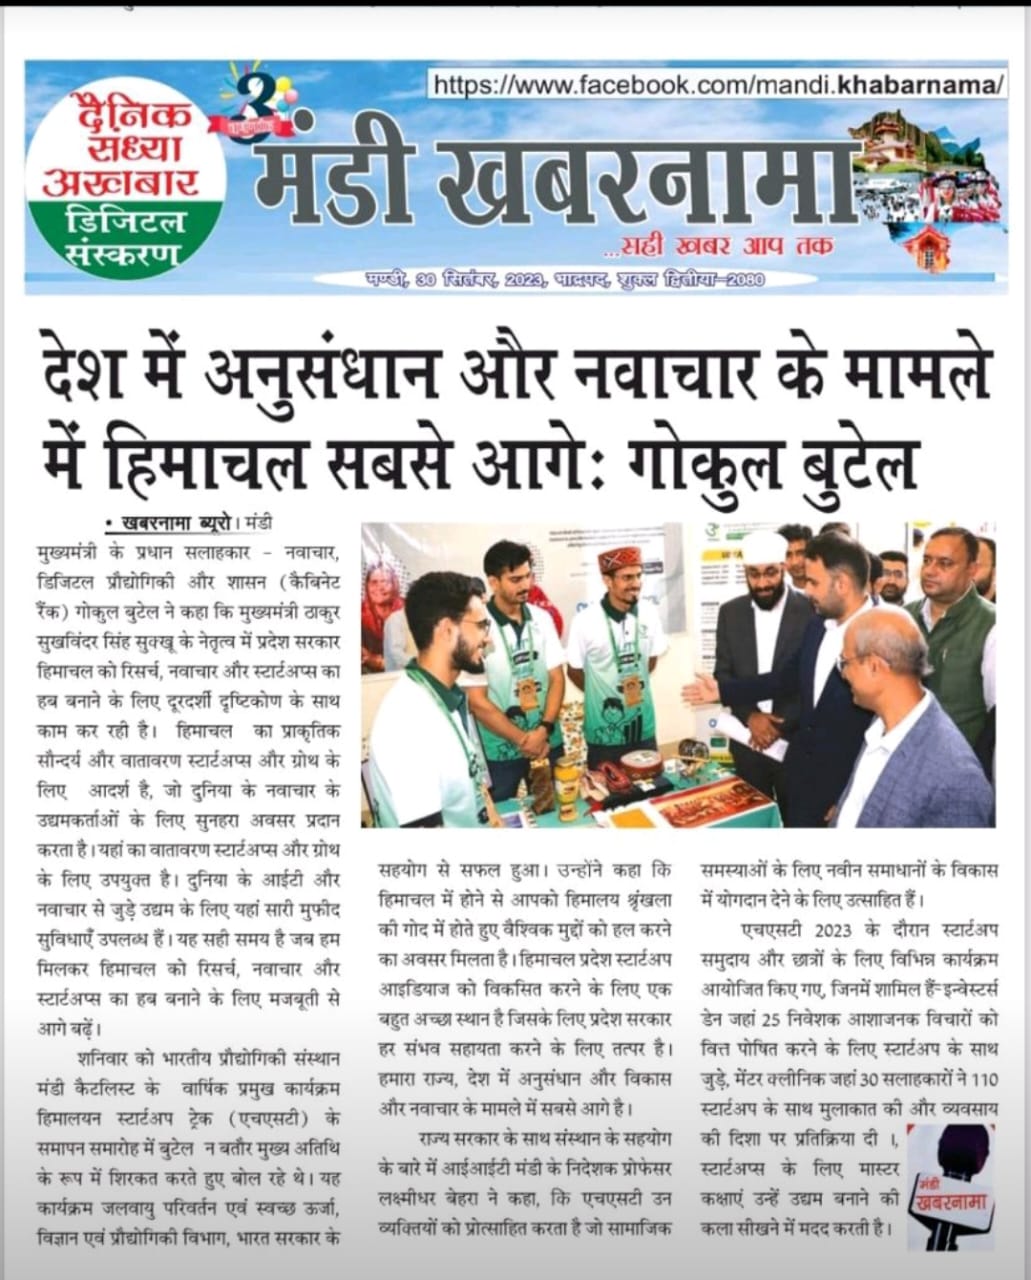 https://www.facebook.com/mandi.khabarnama/
दैनिक
संध्या
अखबार
डिजिटल
संस्करण
मंडी खबरनामा
...सही खबर आप तक
मण्डी, 30 सितंबर, 2023, भाद्रपद, शुक्ल द्वितीया–2080
देश में अनुसंधान और नवाचार के मामले
में हिमाचल सबसे आगेः गोकुल बुटेल
• खबरनामा ब्यूरो। मंडी
मुख्यमंत्री के प्रधान सलाहकार - नवाचार,
डिजिटल प्रौद्योगिकी और शासन (कैबिनेट
रैंक) गोकुल बुटेल ने कहा कि मुख्यमंत्री ठाकुर
सुखविंदर सिंह सुक्खू के नेतृत्व में प्रदेश सरकार
हिमाचल को रिसर्च, नवाचार और स्टार्टअप्स का
हब बनाने के लिए दूरदर्शी दृष्टिकोण के साथ
काम कर रही है। हिमाचल का प्राकृतिक
सौन्दर्य और वातावरण स्टार्टअप्स और ग्रोथ के
लिए आदर्श है, जो दुनिया के नवाचार के
उद्यमकर्ताओं के लिए सुनहरा अवसर प्रदान
करता है। यहां का वातावरण स्टार्टअप्स और ग्रोथ
के लिए उपयुक्त है। दुनिया के आईटी और
नवाचार से जुड़े उद्यम के लिए यहां सारी मुफीद
सुविधाएँ उपलब्ध हैं। यह सही समय है जब हम
मिलकर हिमाचल को रिसर्च, नवाचार और
स्टार्टअप्स का हब बनाने के लिए मजबूती से
आगे बढ़ें।
शनिवार को भारतीय प्रौद्योगिकी संस्थान
मंडी कैटलिस्ट के वार्षिक प्रमुख कार्यक्रम
हिमालयन स्टार्टअप ट्रेक (एचएसटी) के
समापन समारोह में बुटेल न बतौर मुख्य अतिथि
के रूप में शिरकत करते हुए बोल रहे थे। यह
कार्यक्रम जलवायु परिवर्तन एवं स्वच्छ ऊर्जा,
विज्ञान एवं प्रौद्योगिकी विभाग, भारत सरकार के
सहयोग से सफल हुआ। उन्होंने कहा कि
हिमाचल में होने से आपको हिमालय श्रृंखला
की गोद में होते हुए वैश्विक मुद्दों को हल करने
का अवसर मिलता है। हिमाचल प्रदेश स्टार्टअप
आइडियाज को विकसित करने के लिए एक
बहुत अच्छा स्थान है जिसके लिए प्रदेश सरकार
हर संभव सहायता करने के लिए तत्पर है।
हमारा राज्य, देश में अनुसंधान और विकास
और नवाचार के मामले में सबसे आगे है।
राज्य सरकार के साथ संस्थान के सहयोग
के बारे में आईआईटी मंडी के निदेशक प्रोफेसर
लक्ष्मीधर बेहरा ने कहा, कि एचएसटी उन
व्यक्तियों को प्रोत्साहित करता है जो सामाजिक
समस्याओं के लिए नवीन समाधानों के विकास
में योगदान देने के लिए उत्साहित हैं।
एचएसटी 2023 के दौरान स्टार्टअप
समुदाय और छात्रों के लिए विभिन्न कार्यक्रम
आयोजित किए गए, जिनमें शामिल हैं-इन्वेस्टर्स
डेन जहां 25 निवेशक आशाजनक विचारों को
वित्त पोषित करने के लिए स्टार्टअप के साथ
जुड़े, मेंटर क्लीनिक जहां 30 सलाहकारों ने 110
स्टार्टअप के साथ मुलाकात की और व्यवसाय
की दिशा पर प्रतिक्रिया दी ।,
स्टार्टअप्स के लिए मास्टर
कक्षाएं उन्हें उद्यम बनाने की
कला सीखने में मदद करती है।
मंडी
खबरनामा